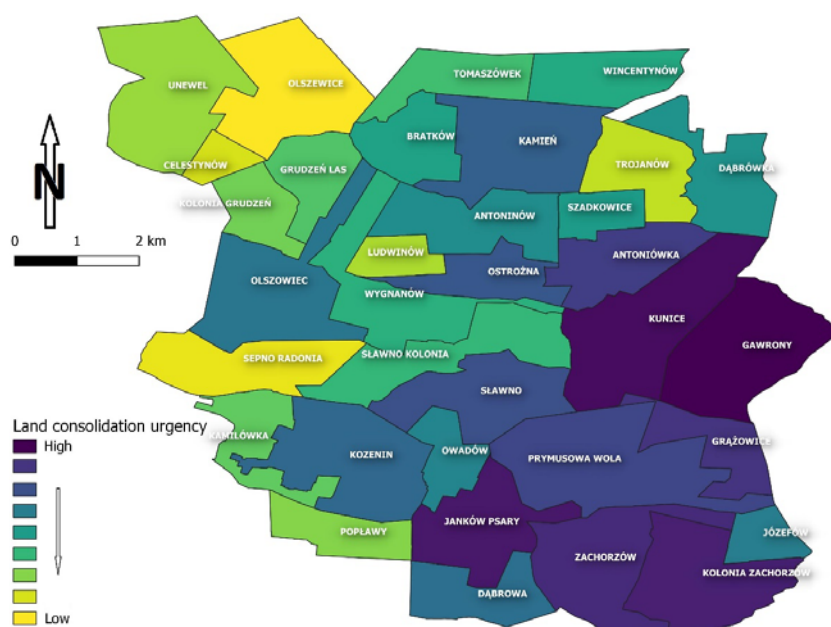 TOMASZÓWEK
WINCENTYNÓW
UNEWEL
OLSZEWICE
BRATKÓW
KAMIEŃ
CELESTYNÓW
GRUDZEŃ LAS
TROJANÓW
DĄBRÓWKA
N
KOLONIA GRUDZEŃ
SZADKOWICE
ANTONINÓW
0 1 2 km
LUDWINÓW
ANTONIÓWKA
OSTROŻNA
OLSZOWIEC
WYGNANÓW
KUNICE
GAWRONY
SEPNO RADONIA
SŁAWNO KOLONIA
SŁAWNO
Land consolidation urgency
High
Low
KAMILÓWKA
GRĄŻOWICE
KOZENIN
OWADÓW
PRYMUSOWA WOLA
JANKÓW PSARY
POPŁAWY
JÓZEFÓW
ZACHORZÓW
KOLONIA ZACHORZÓW
DĄBROWA